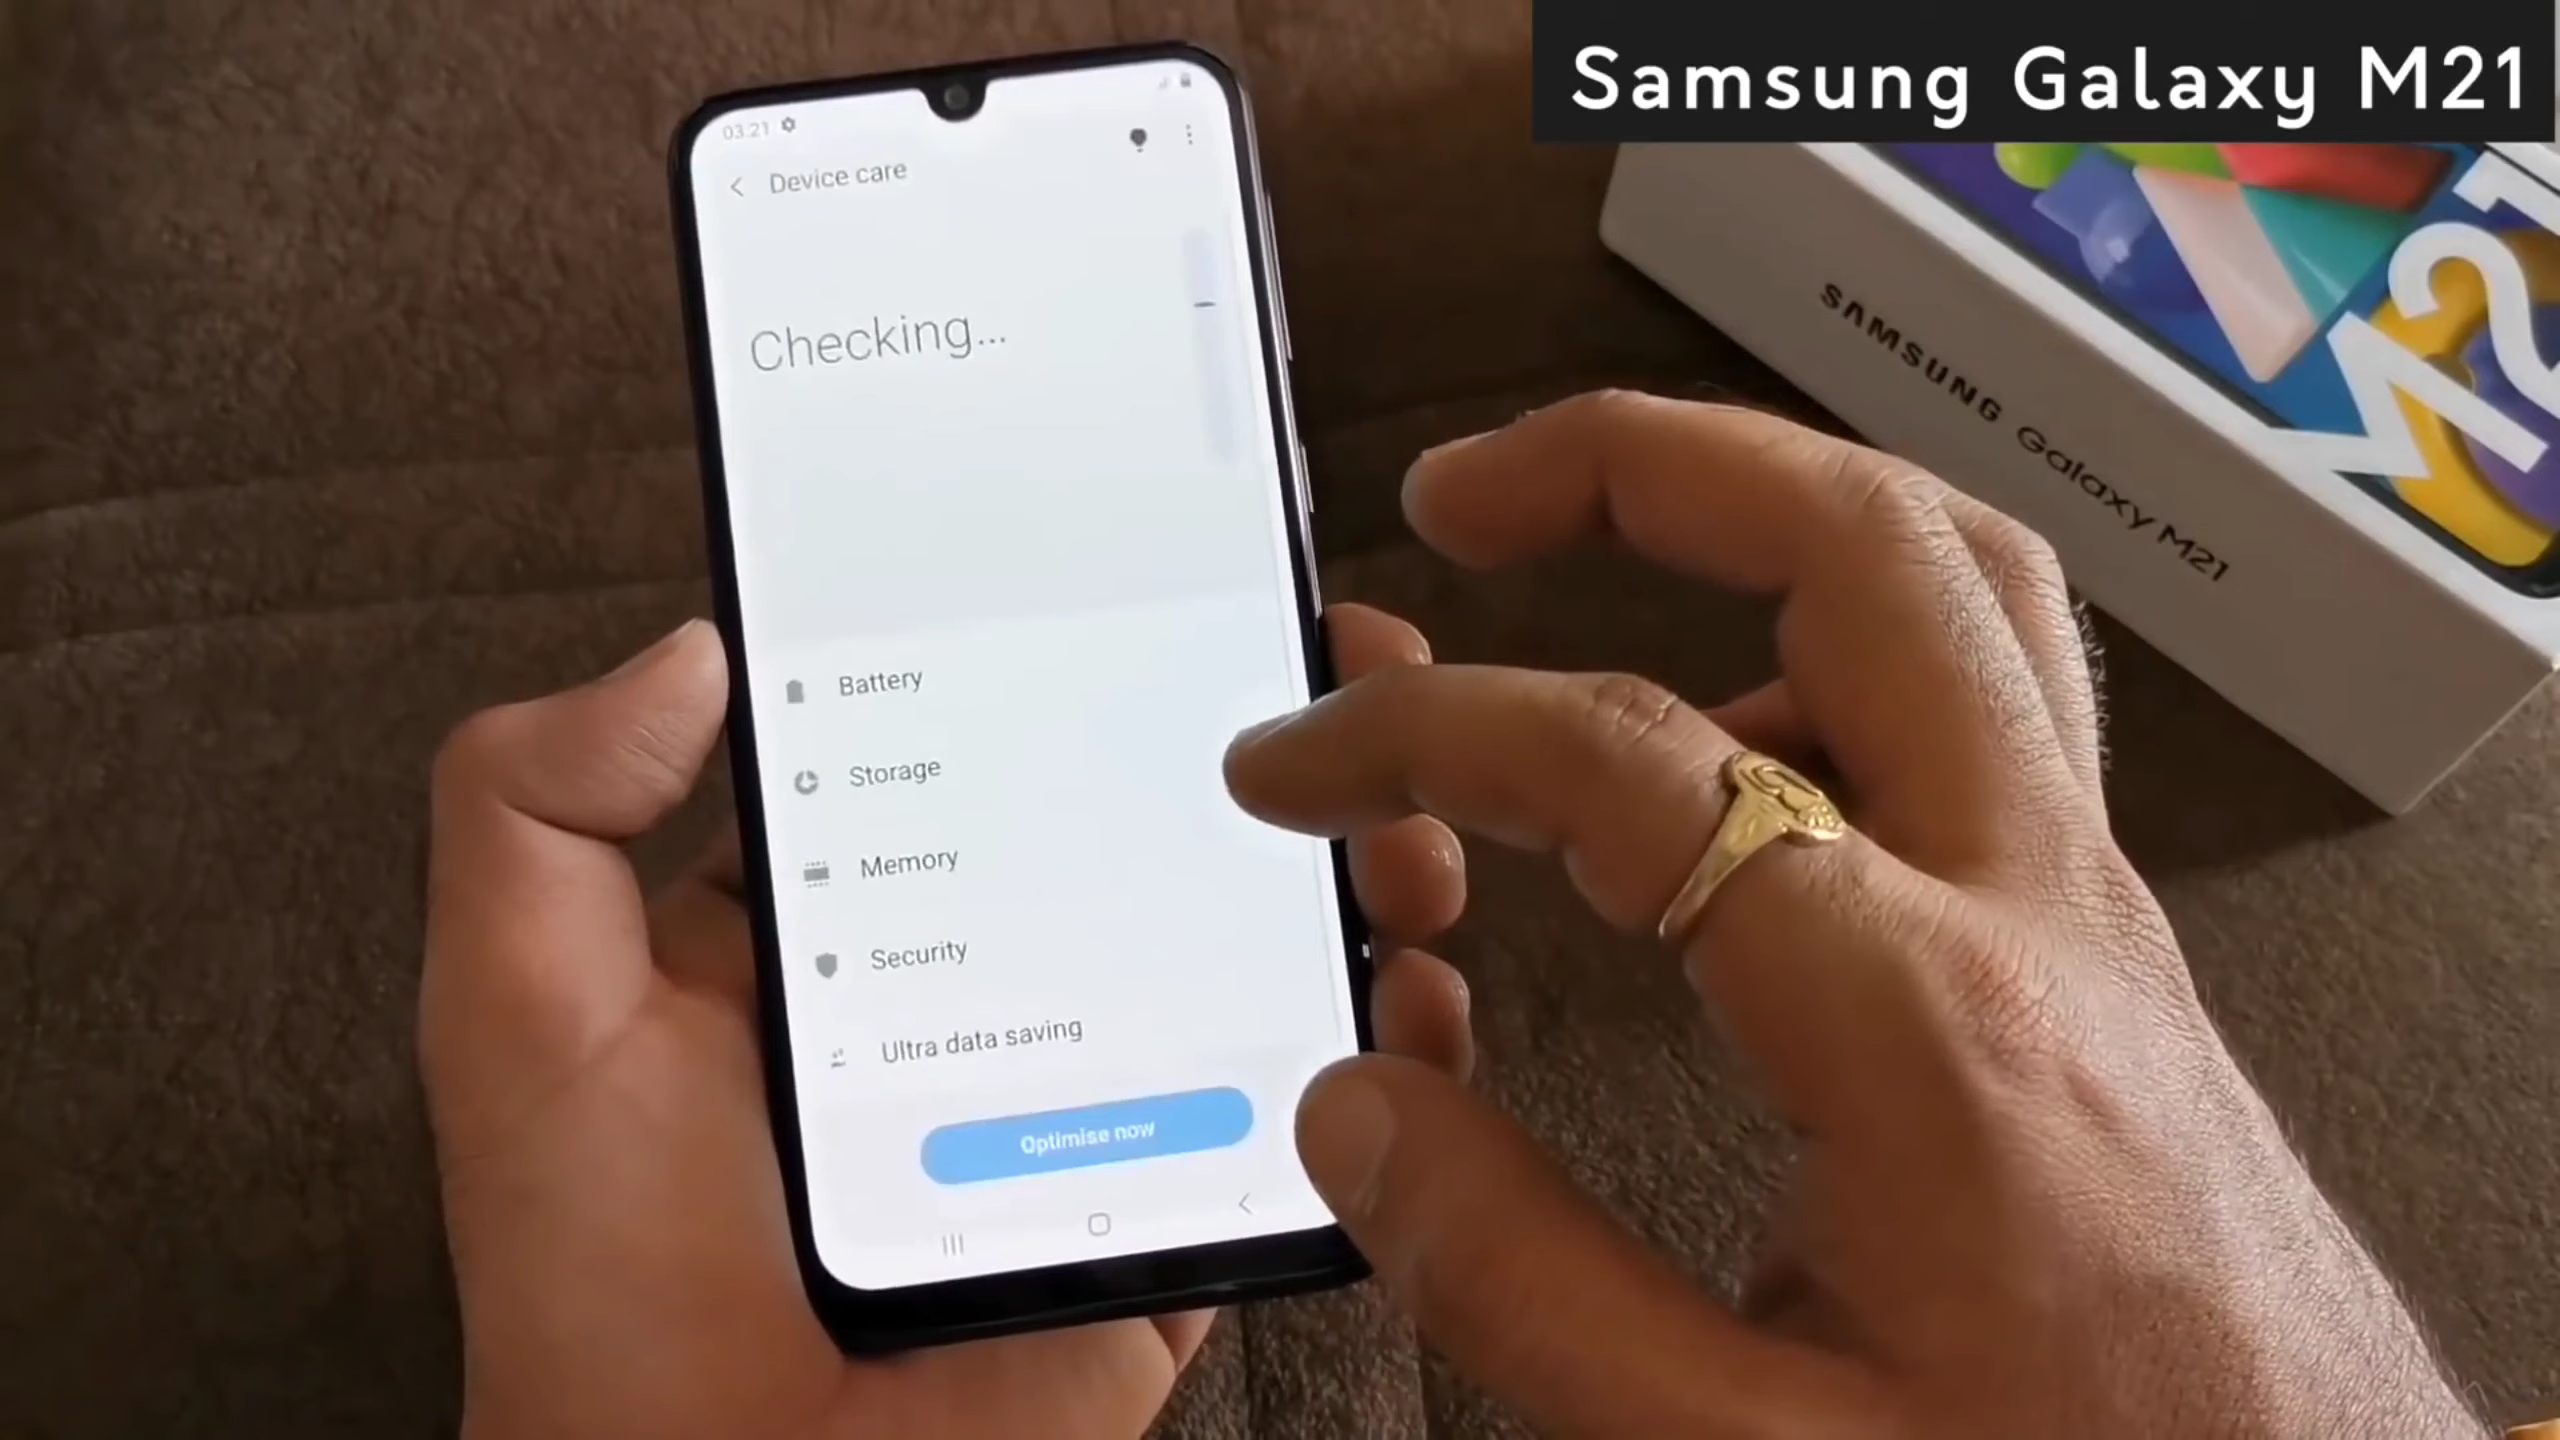 Samsung Galaxy M21
03:21
Device care
Checking...
Battery
Storage
Memory
Security
Ultra data saving
Optimise now
SAMSUNG Galaxy M21
M21